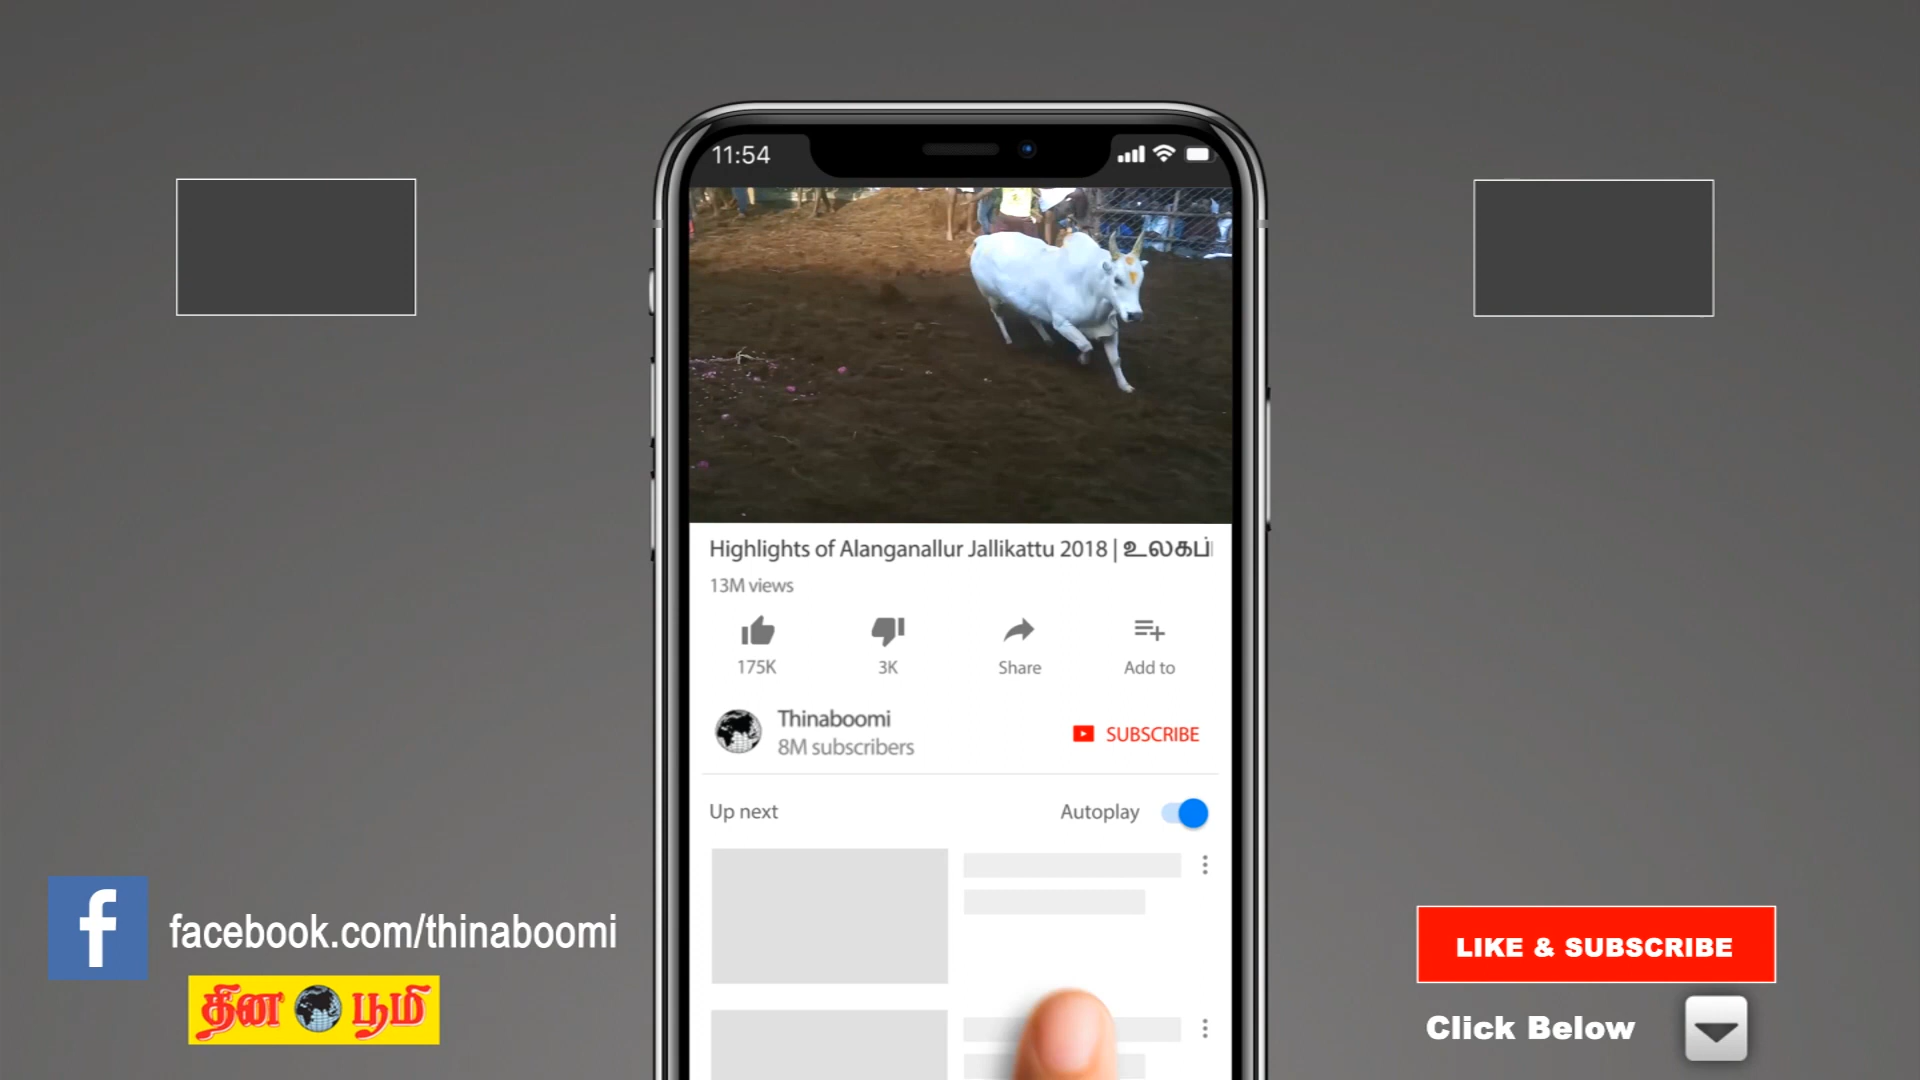 11:54
Highlights of Alanganallur Jallikattu 2018 | உலகப்
13M views
175K
3K
Share
Add to
Thinaboomi
8M subscribers
SUBSCRIBE
Up next
Autoplay
facebook.com/thinaboomi
தின பூமி
LIKE & SUBSCRIBE
Click Below